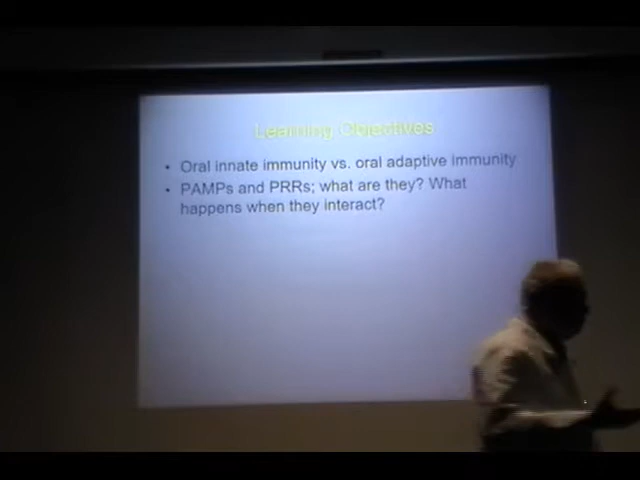 Learning Objectives
• Oral innate immunity vs. oral adaptive immunity
• PAMPs and PRRs; what are they? What
happens when they interact?